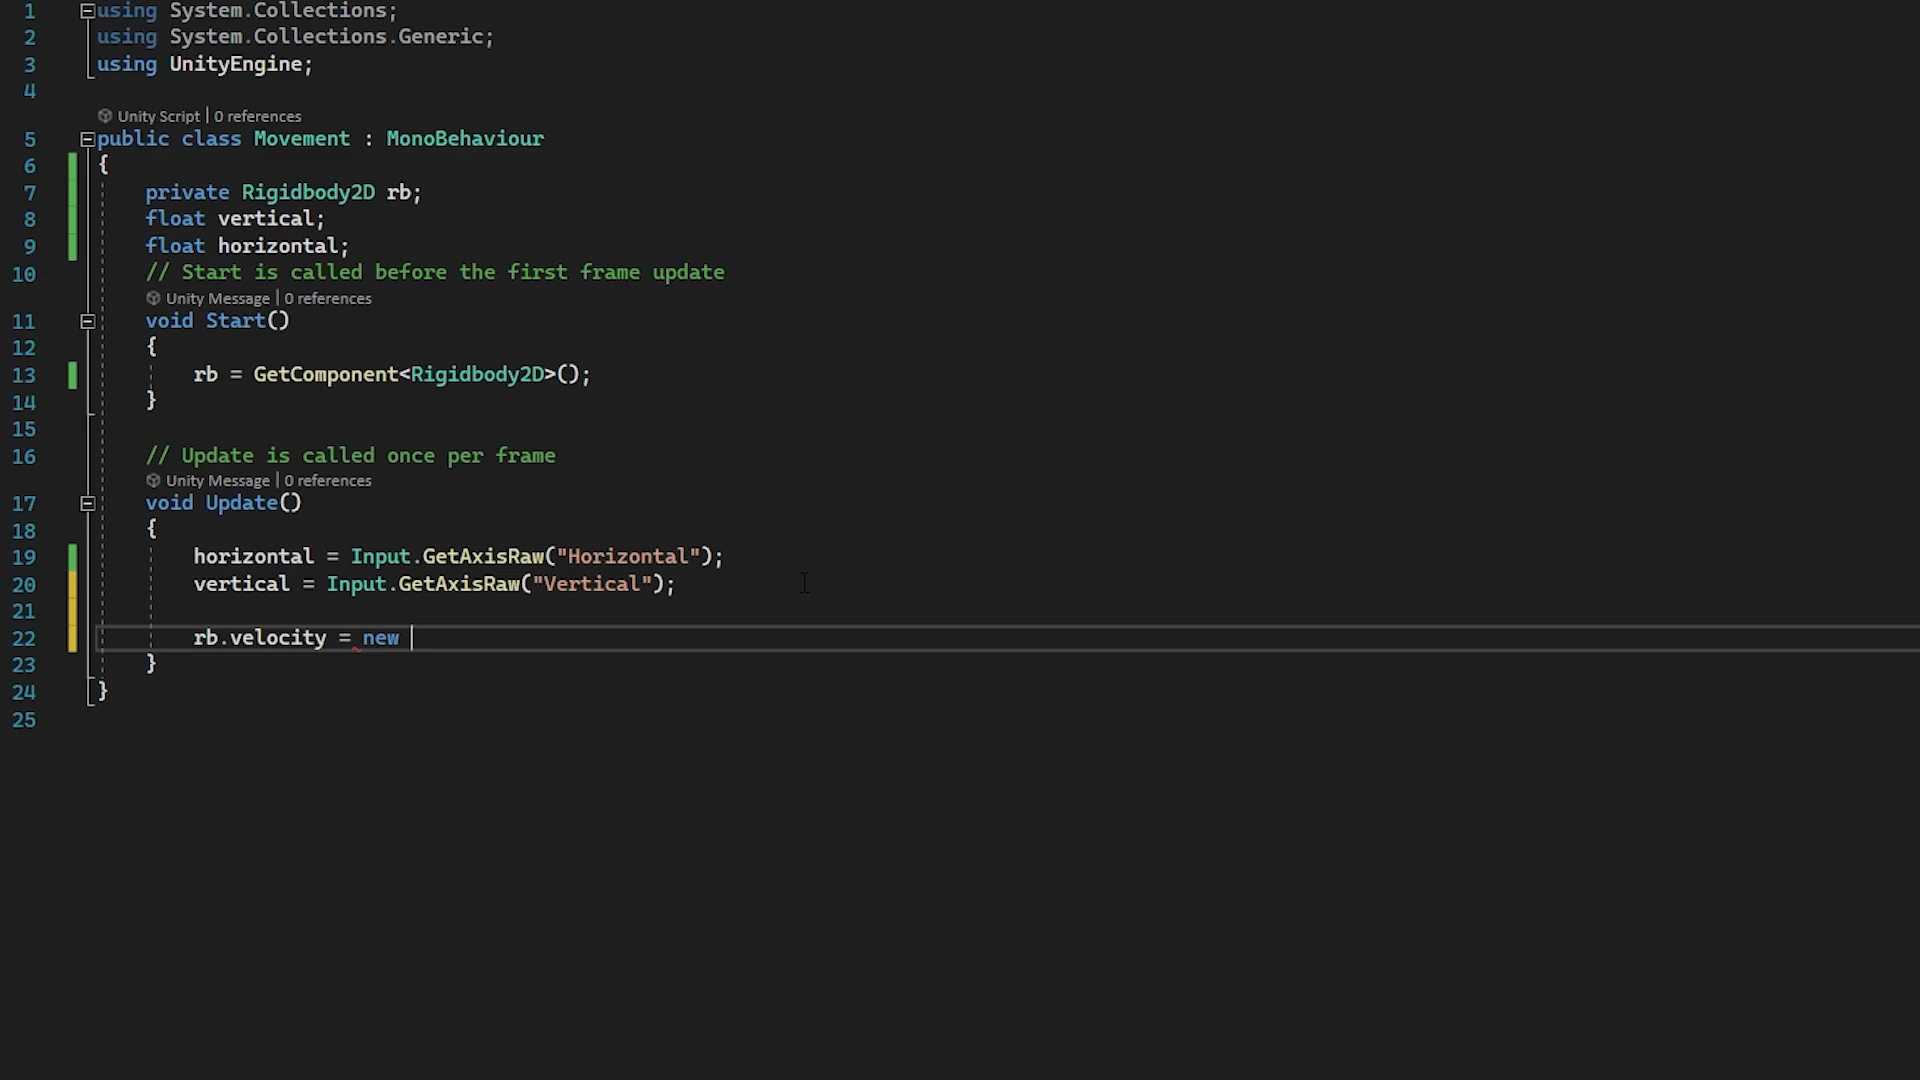 1 using System.Collections;
2 using System.Collections.Generic;
3 using UnityEngine;
4
Unity Script | 0 references
5 public class Movement : MonoBehaviour
6 {
7 private Rigidbody2D rb;
8 float vertical;
9 float horizontal;
10 // Start is called before the first frame update
Unity Message | 0 references
11 void Start()
12 {
13 rb = GetComponent<Rigidbody2D>();
14 }
15
16 // Update is called once per frame
Unity Message | 0 references
17 void Update()
18 {
19 horizontal = Input.GetAxisRaw("Horizontal");
20 vertical = Input.GetAxisRaw("Vertical");
21
22 rb.velocity = new
23 }
24 }
25